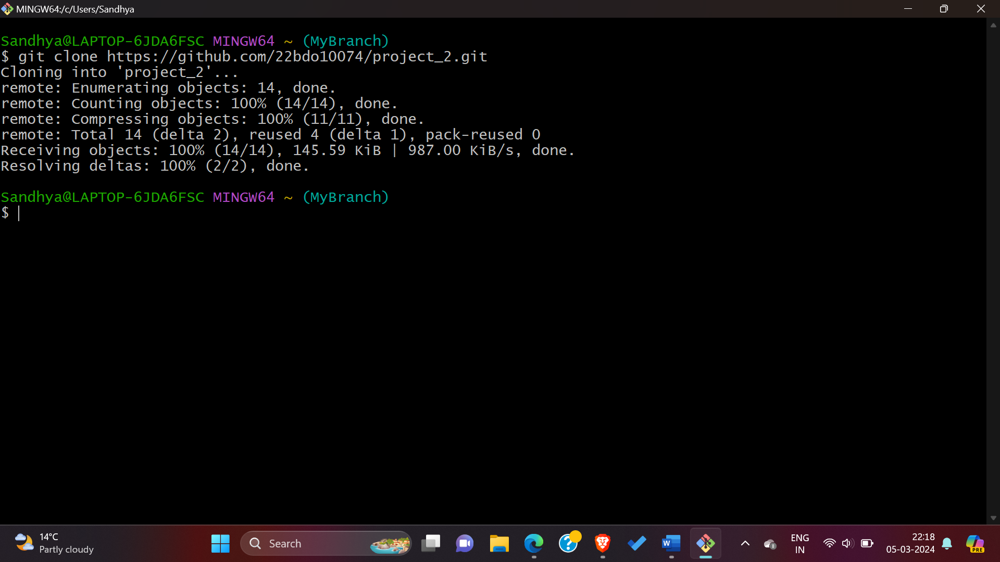 MINGW64:/c/Users/Sandhya
Sandhya@LAPTOP-6JDA6FSC MINGW64 ~ (MyBranch)
$ git clone https://github.com/22bdo10074/project_2.git
Cloning into 'project_2'...
remote: Enumerating objects: 14, done.
remote: Counting objects: 100% (14/14), done.
remote: Compressing objects: 100% (11/11), done.
remote: Total 14 (delta 2), reused 4 (delta 1), pack-reused 0
Receiving objects: 100% (14/14), 145.59 KiB | 987.00 KiB/s, done.
Resolving deltas: 100% (2/2), done.
Sandhya@LAPTOP-6JDA6FSC MINGW64 ~ (MyBranch)
$
14°C
Partly cloudy
Search
W
ENG
IN
22:18
05-03-2024
PRE